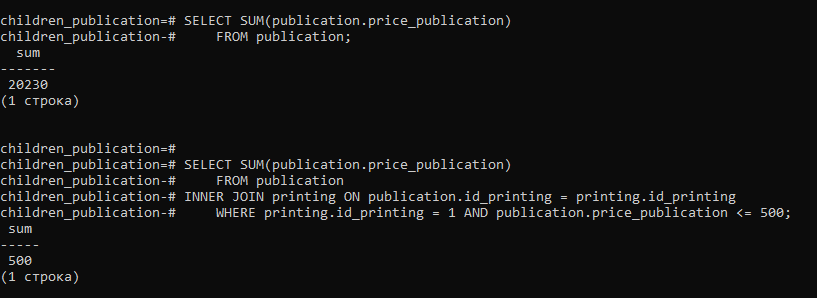 children_publication=# SELECT SUM(publication.price_publication)
children_publication-#     FROM publication;
  sum
-------
 20230
(1 строка)
children_publication=#
children_publication=# SELECT SUM(publication.price_publication)
children_publication-#     FROM publication
children_publication-# INNER JOIN printing ON publication.id_printing = printing.id_printing
children_publication-#     WHERE printing.id_printing = 1 AND publication.price_publication <= 500;
 sum
-----
 500
(1 строка)